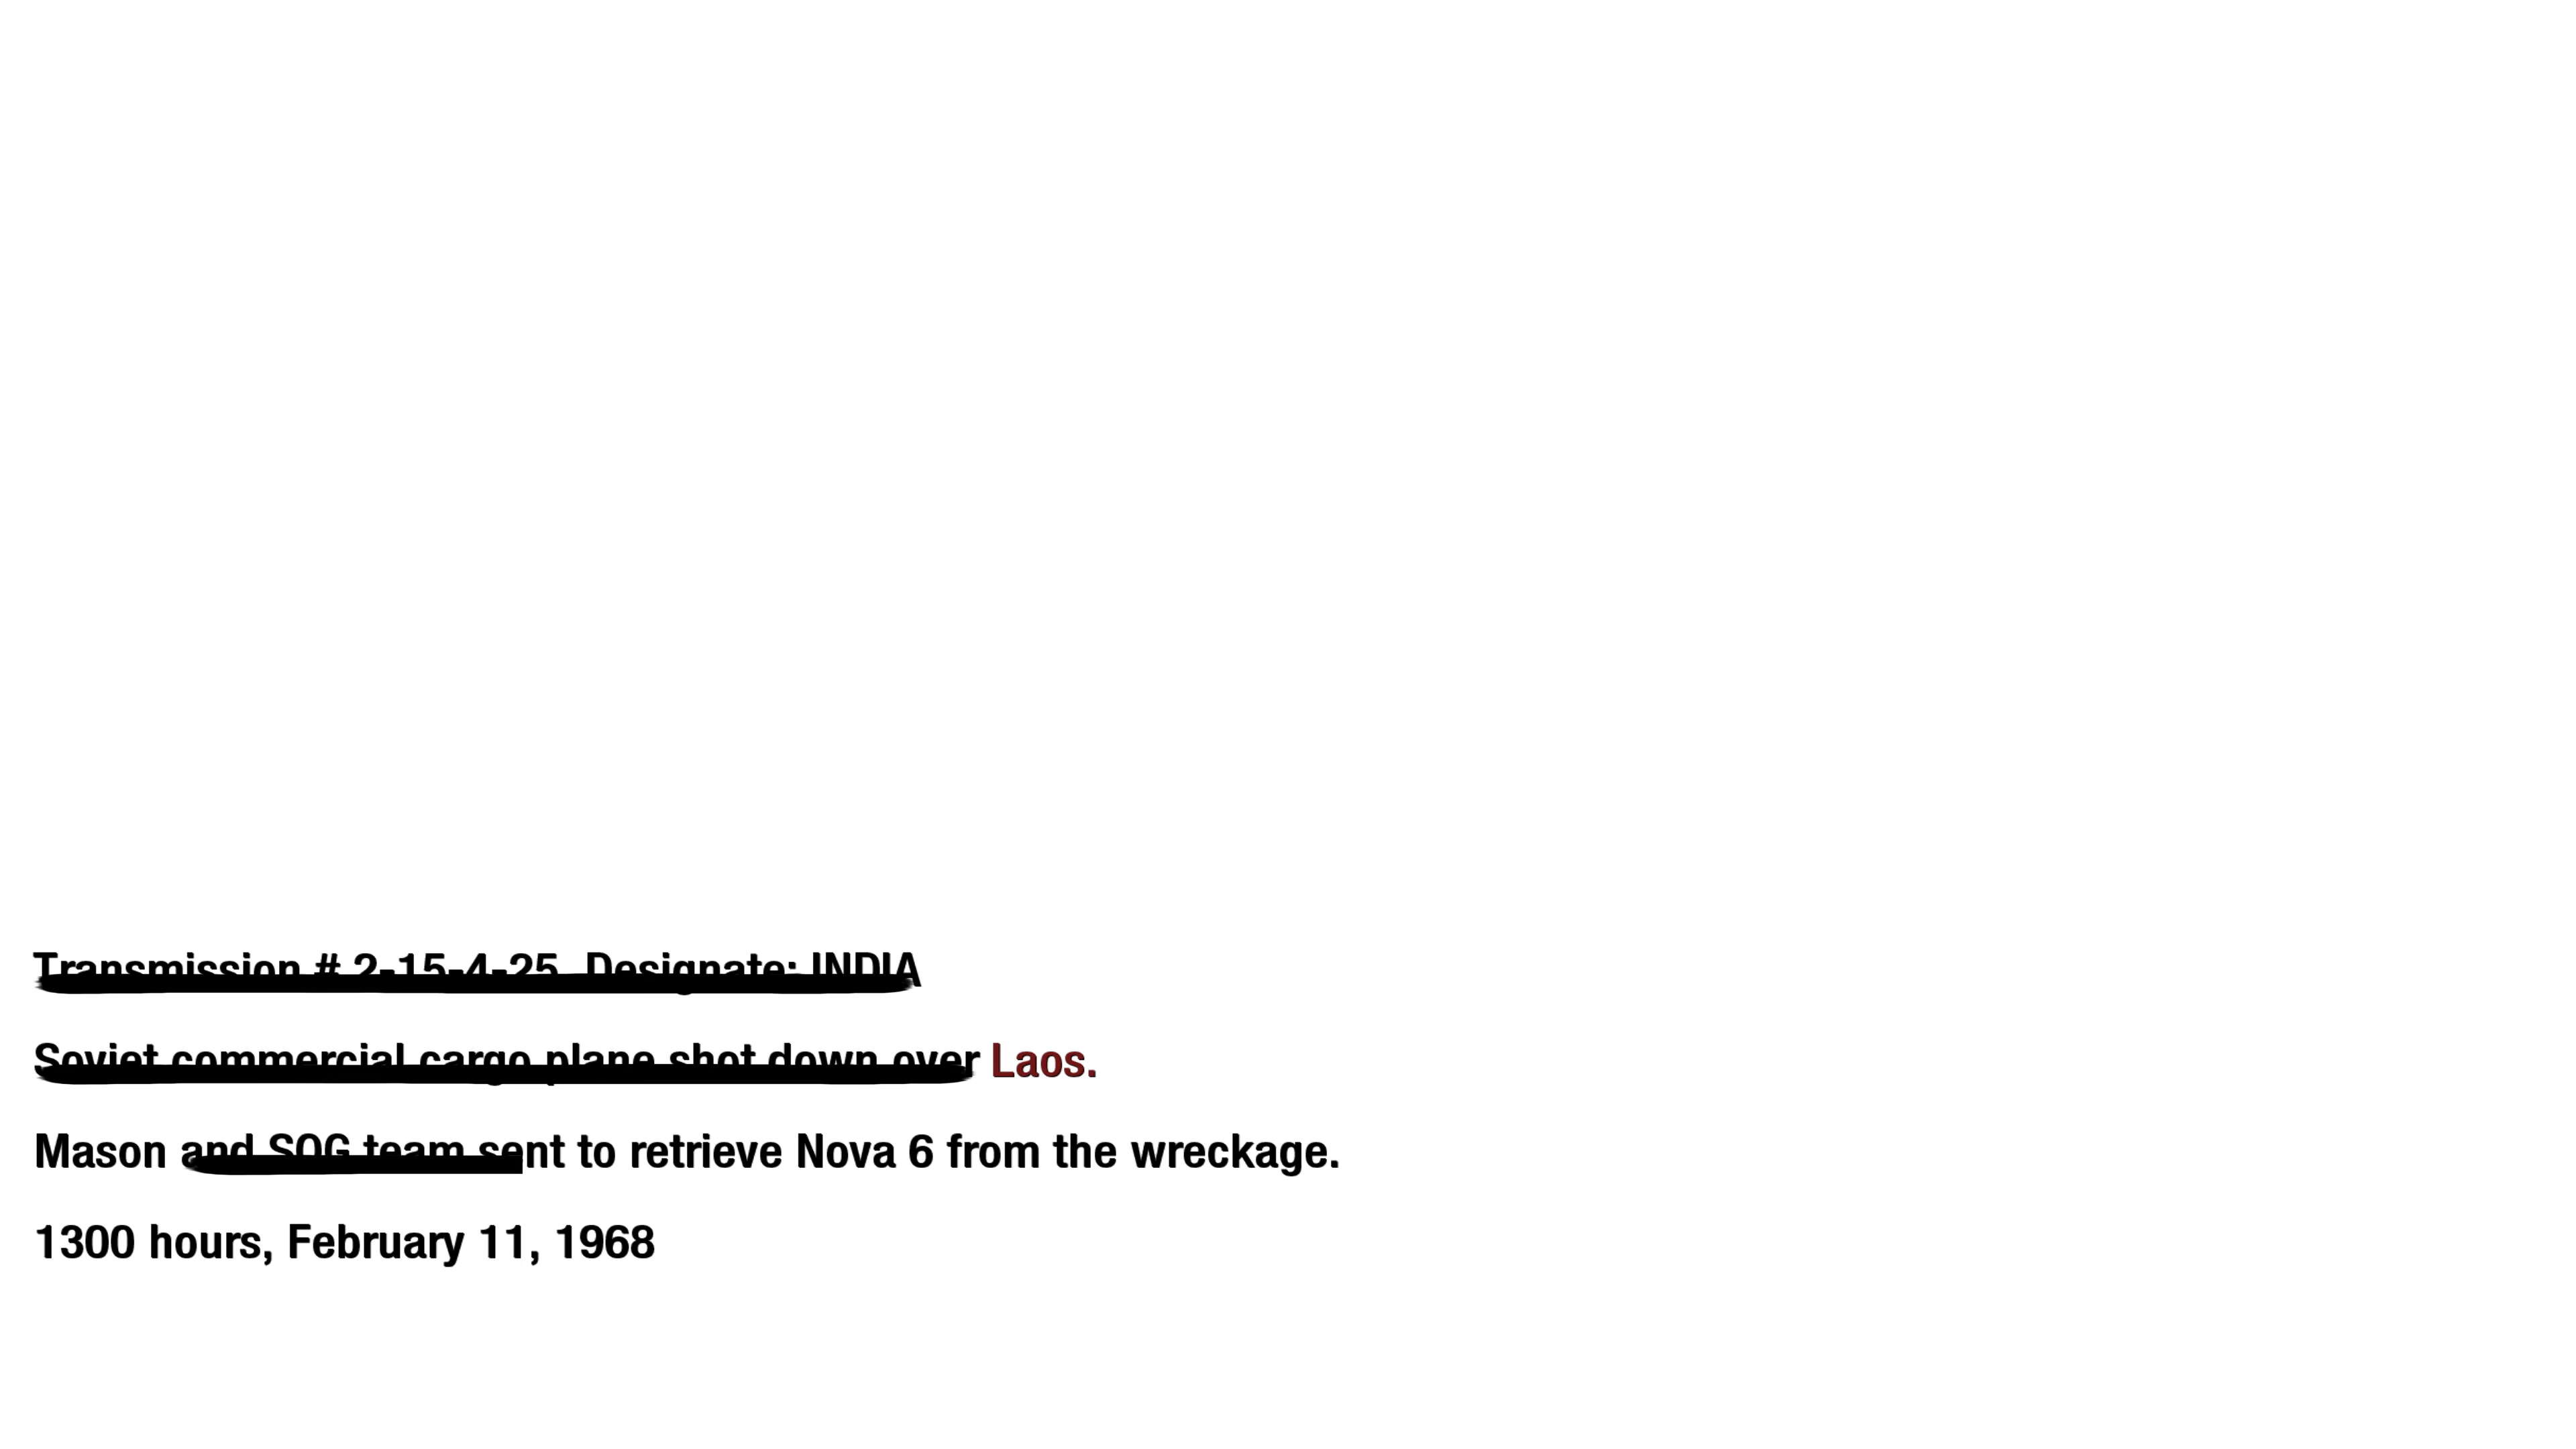 Transmission # 2-15-4-25, Designate: INDIA
Soviet commercial cargo plane shot down over Laos.
Mason and SOG team sent to retrieve Nova 6 from the wreckage.
1300 hours, February 11, 1968